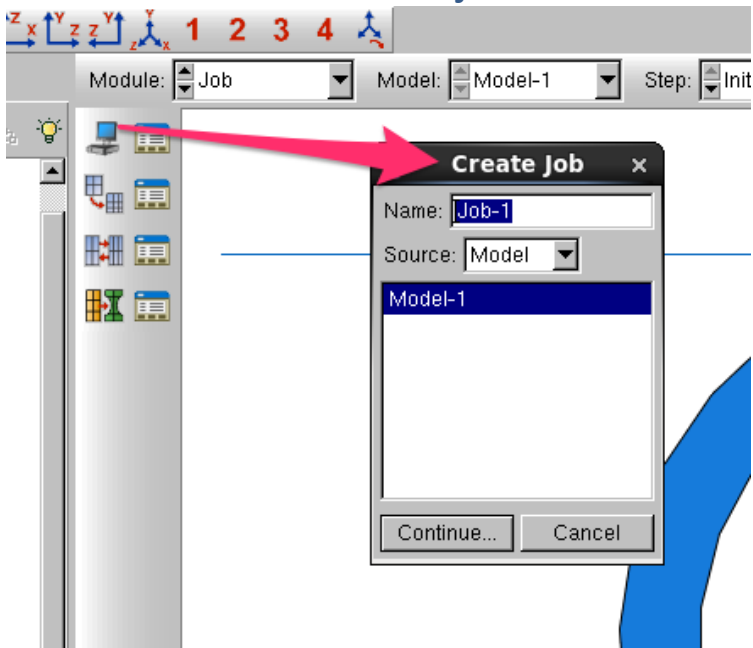 Z X Y Z Z Y Y Z X 1 2 3 4
Module: Job Model: Model-1 Step: Init
Create Job ×
Name: Job-1
Source: Model
Model-1
Continue... Cancel